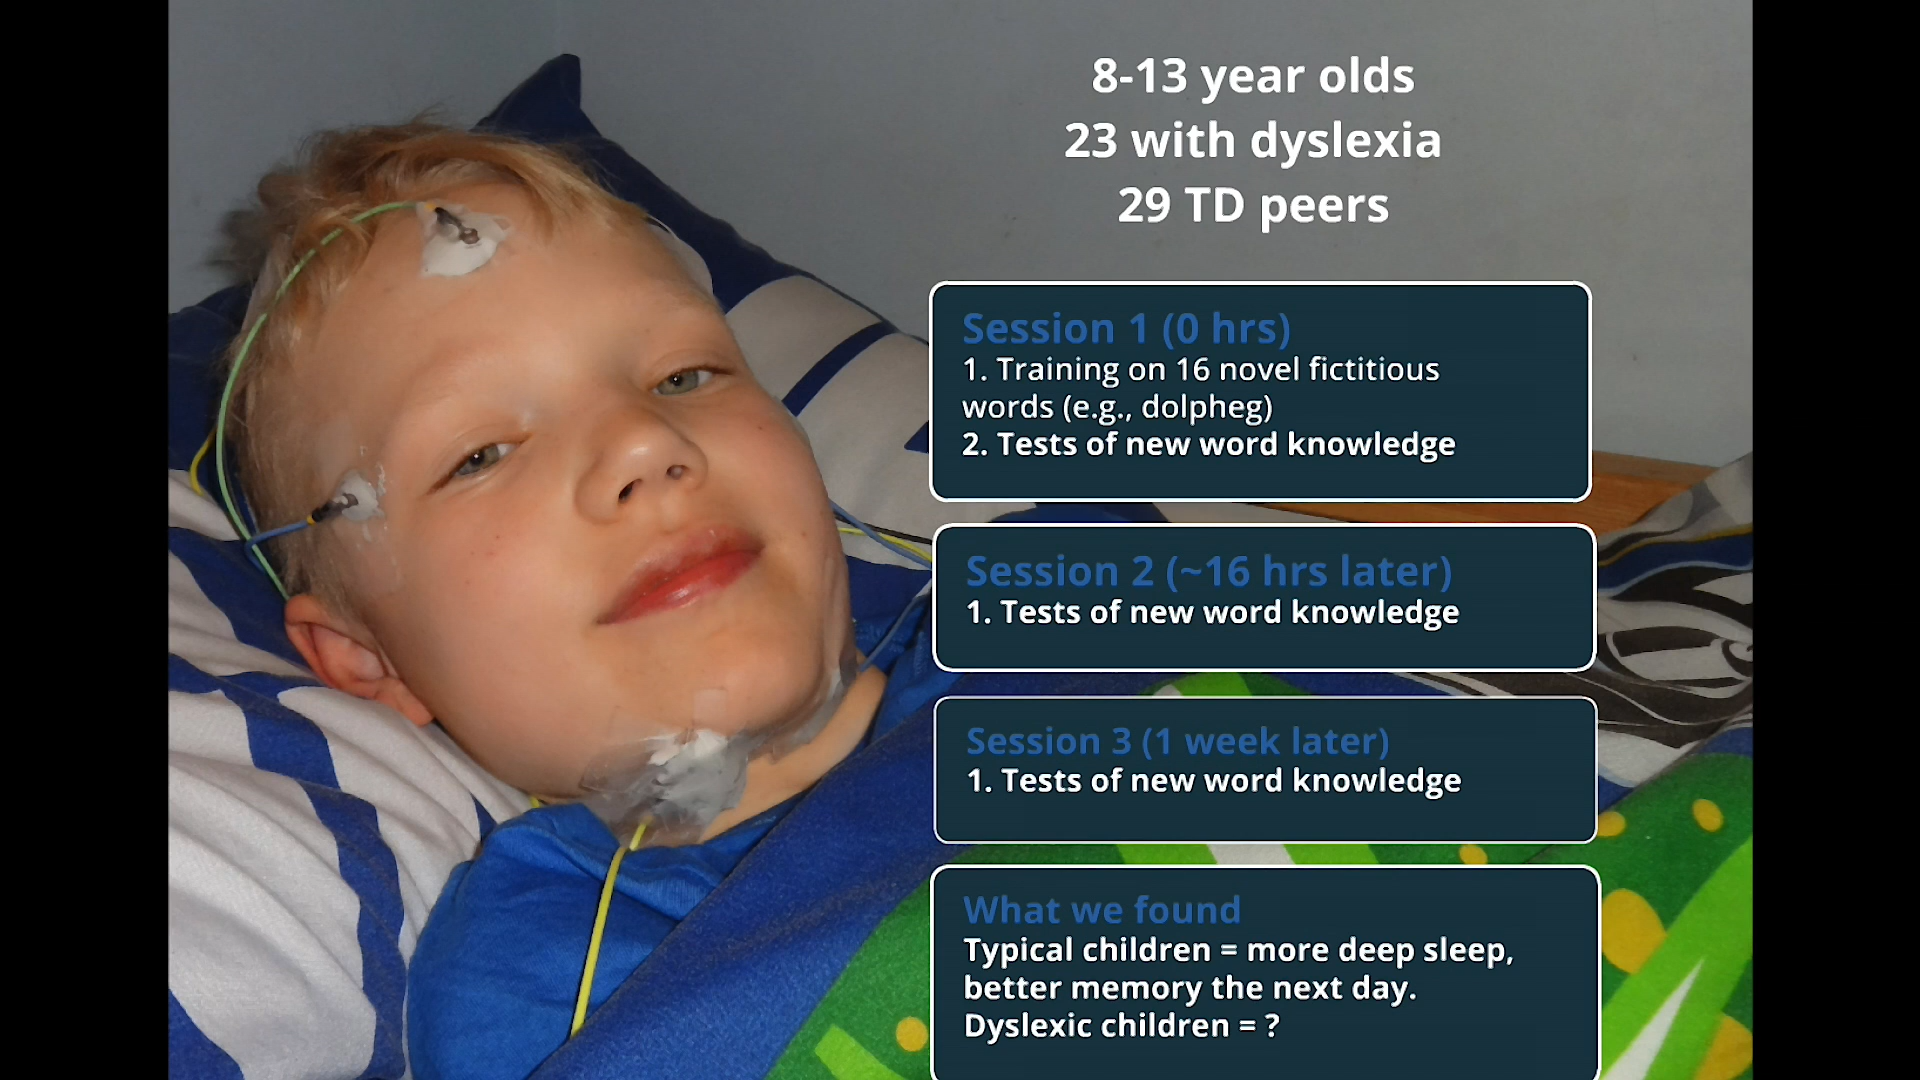 8-13 year olds
23 with dyslexia
29 TD peers
Session 1 (0 hrs)
1. Training on 16 novel fictitious
words (e.g., dolpheg)
2. Tests of new word knowledge
Session 2 (~16 hrs later)
1. Tests of new word knowledge
Session 3 (1 week later)
1. Tests of new word knowledge
What we found
Typical children = more deep sleep,
better memory the next day.
Dyslexic children = ?